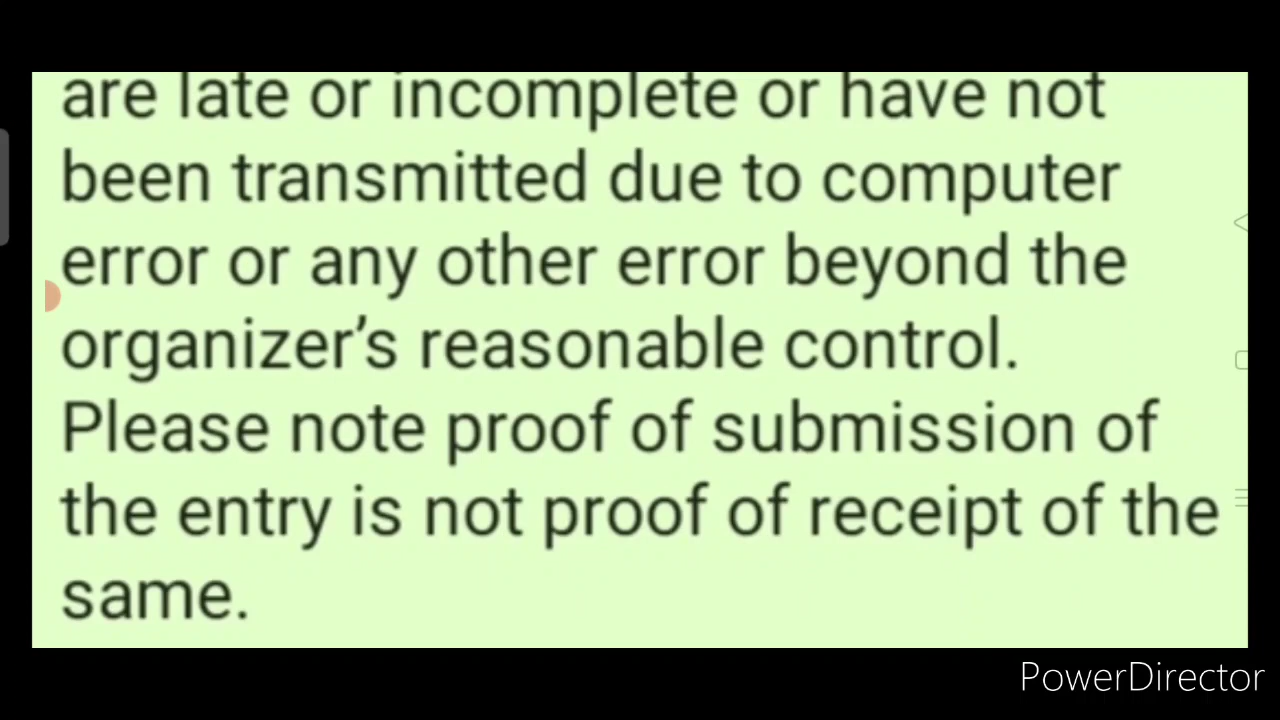 are late or incomplete or have not
been transmitted due to computer
error or any other error beyond the
organizer’s reasonable control.
Please note proof of submission of
the entry is not proof of receipt of the
same.
PowerDirector